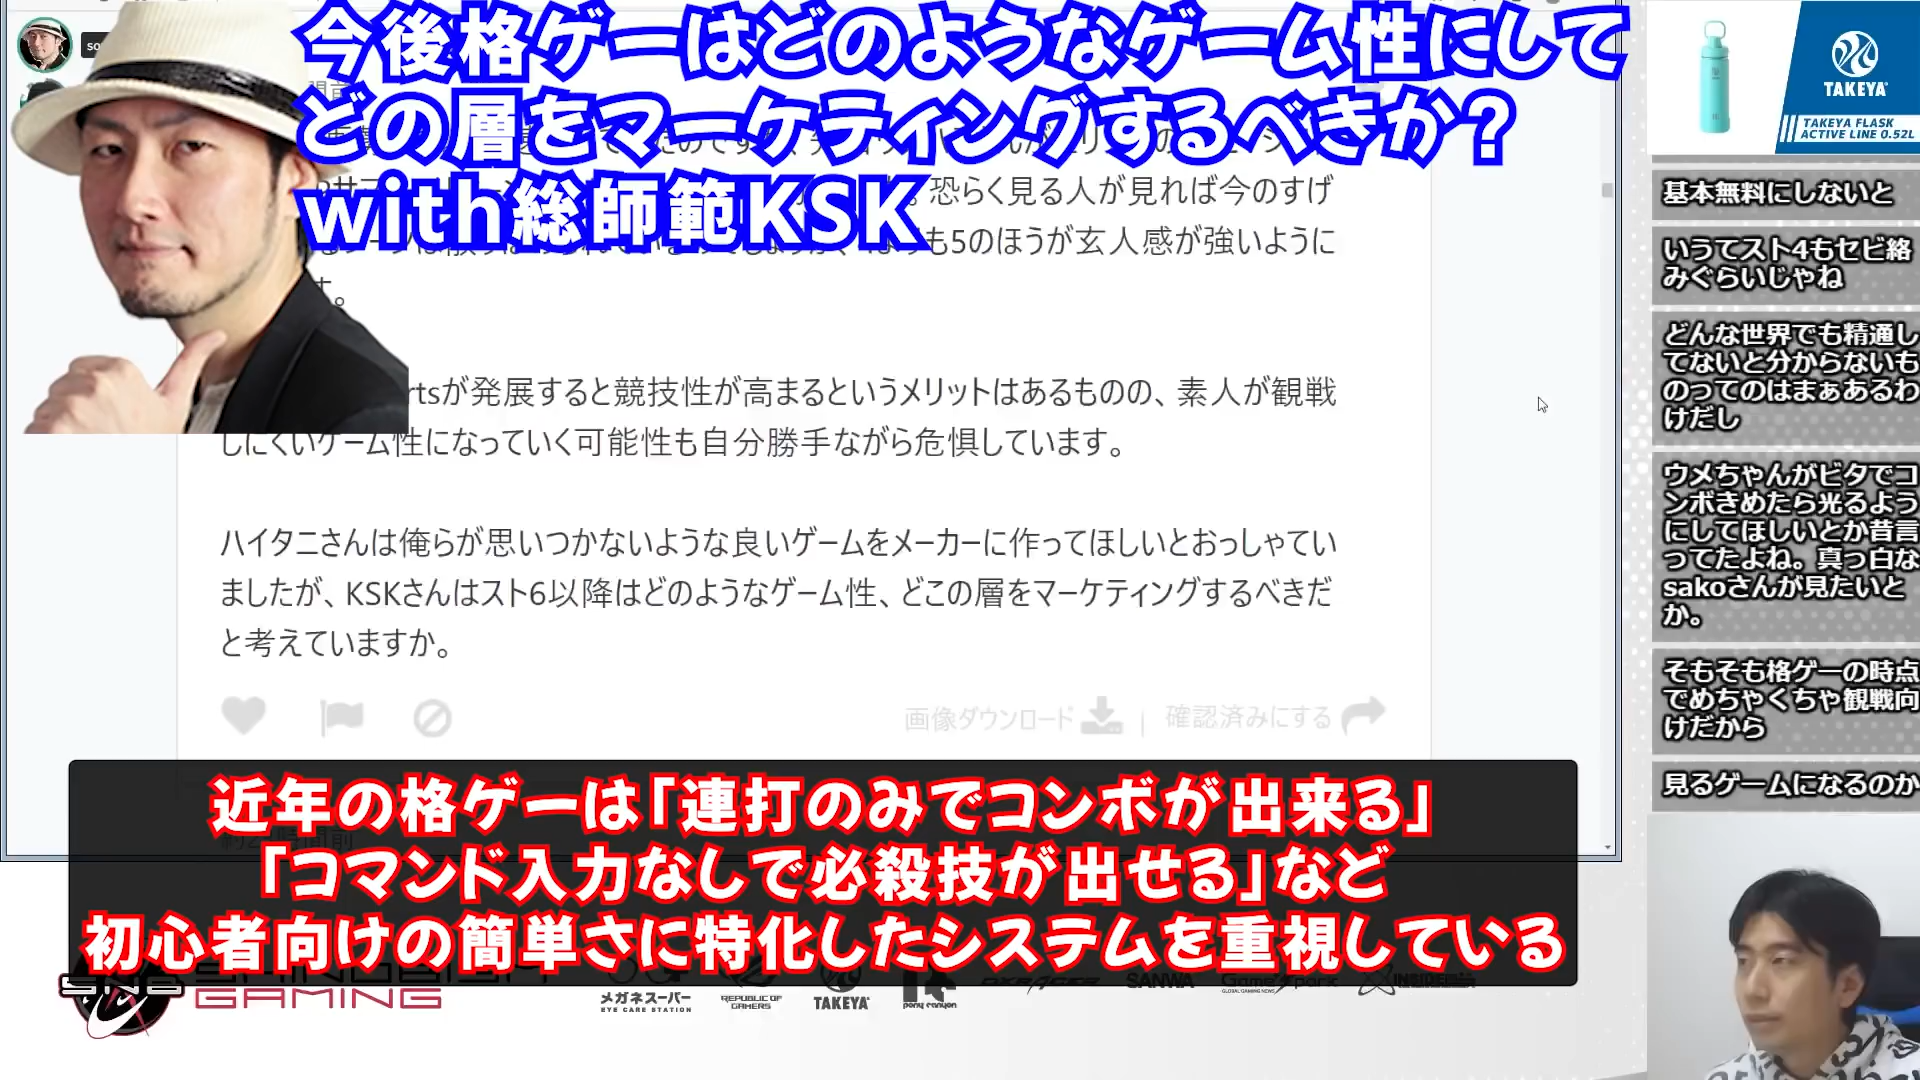 今後格ゲーはどのようなゲーム性にして
どの層をマーケティングするべきか？
with総師範KSK
恐らく見る人が見れば今のすげ
も5のほうが玄人感が強いように
す。
rtsが発展すると競技性が高まるというメリットはあるものの、素人が観戦
しにくいゲーム性になっていく可能性も自分勝手ながら危惧しています。
ハイタニさんは俺らが思いつかないような良いゲームをメーカーに作ってほしいとおっしゃてい
ましたが、KSKさんはスト6以降はどのようなゲーム性、どこの層をマーケティングするべきだ
と考えていますか。
画像ダウンロード | 確認済みにする
近年の格ゲーは「連打のみでコンボが出来る」
「コマンド入力なしで必殺技が出せる」など
初心者向けの簡単さに特化したシステムを重視している
GAMING
メガネスーパー
EYE CARE STATION
REPUBLIC OF
GAMERS
TAKEYA
pony canyon
SANWA
GameSpark
TAKEYA
TAKEYA FLASK
ACTIVE LINE 0.52L
基本無料にしないと
いうてスト4もセビ絡
みぐらいじゃね
どんな世界でも精通し
てないと分からないも
のってのはまぁあるわ
けだし
ウメちゃんがビタでコ
ンボきめたら光るよう
にしてほしいとか昔言
ってたよね。真っ白な
sakoさんが見たいと
か。
そもそも格ゲーの時点
でめちゃくちゃ観戦向
けだから
見るゲームになるのか